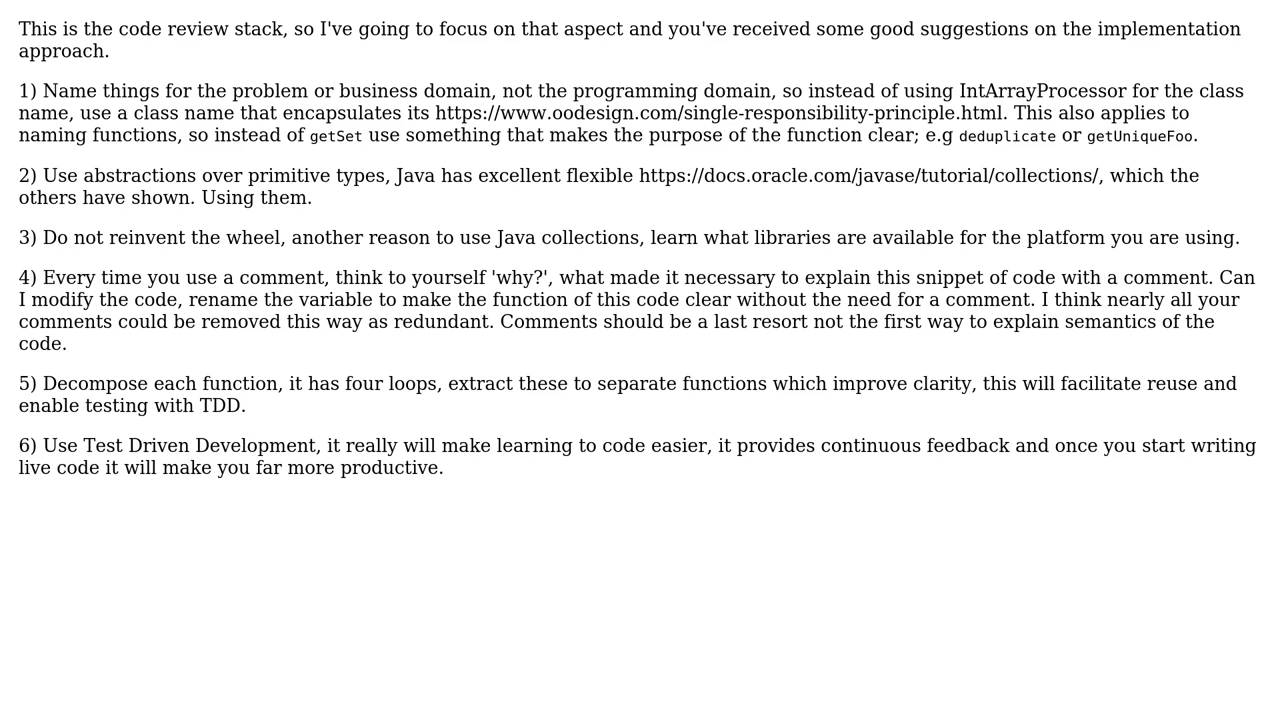 This is the code review stack, so I've going to focus on that aspect and you've received some good suggestions on the implementation
approach.
1) Name things for the problem or business domain, not the programming domain, so instead of using IntArrayProcessor for the class
name, use a class name that encapsulates its https://www.oodesign.com/single-responsibility-principle.html. This also applies to
naming functions, so instead of getSet use something that makes the purpose of the function clear; e.g deduplicate or getUniqueFoo.
2) Use abstractions over primitive types, Java has excellent flexible https://docs.oracle.com/javase/tutorial/collections/, which the
others have shown. Using them.
3) Do not reinvent the wheel, another reason to use Java collections, learn what libraries are available for the platform you are using.
4) Every time you use a comment, think to yourself 'why?', what made it necessary to explain this snippet of code with a comment. Can
I modify the code, rename the variable to make the function of this code clear without the need for a comment. I think nearly all your
comments could be removed this way as redundant. Comments should be a last resort not the first way to explain semantics of the
code.
5) Decompose each function, it has four loops, extract these to separate functions which improve clarity, this will facilitate reuse and
enable testing with TDD.
6) Use Test Driven Development, it really will make learning to code easier, it provides continuous feedback and once you start writing
live code it will make you far more productive.